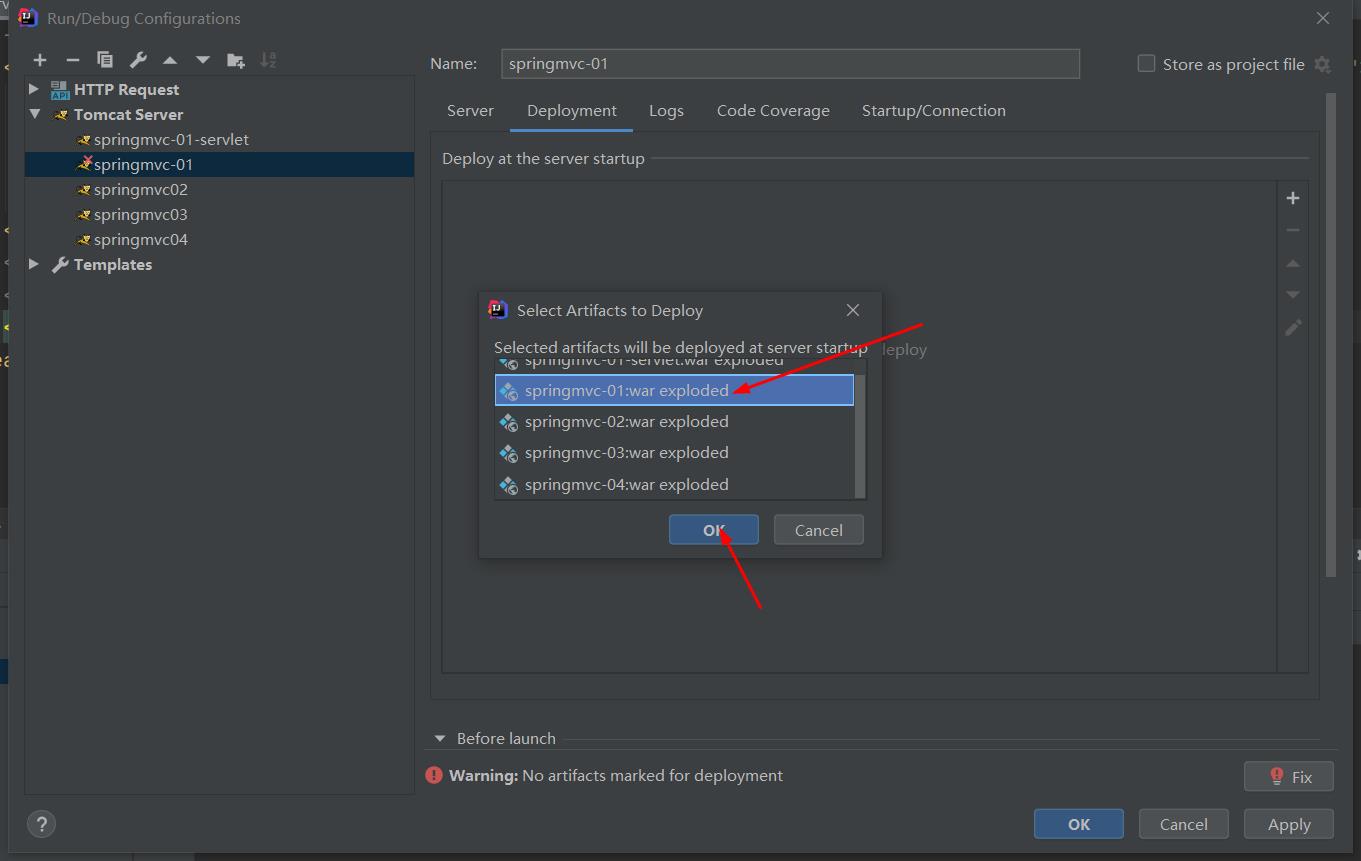 Run/Debug Configurations
Name: springmvc-01 Store as project file
HTTP Request
Tomcat Server
springmvc-01-servlet
springmvc-01
springmvc02
springmvc03
springmvc04
Templates
Server Deployment Logs Code Coverage Startup/Connection
Deploy at the server startup
deploy
Select Artifacts to Deploy
Selected artifacts will be deployed at server startup
springmvc-01-servlet:war exploded
springmvc-01:war exploded
springmvc-02:war exploded
springmvc-03:war exploded
springmvc-04:war exploded
OK Cancel
Before launch
Warning: No artifacts marked for deployment
Fix
? OK Cancel Apply